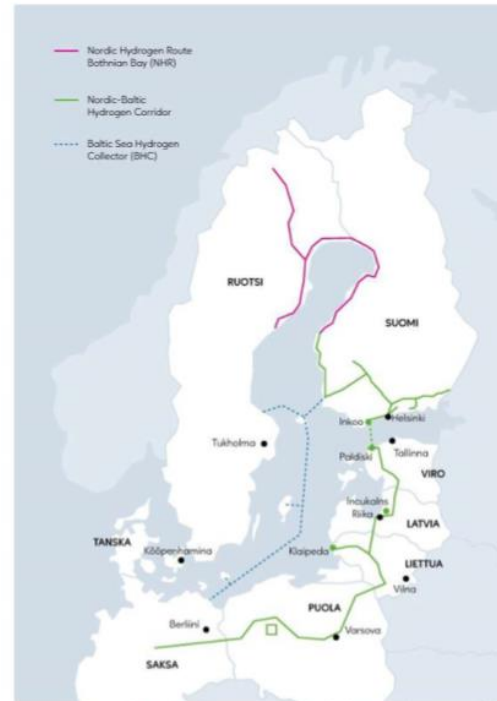 Nordic Hydrogen Route
Bothnian Bay (NHR)
Nordic-Baltic
Hydrogen Corridor
Baltic Sea Hydrogen
Collector (BHC)
RUOTSI
SUOMI
Inkoo
Helsinki
Tukholma
Paldiski
Tallinna
VIRO
Incukalns
Riika
LATVIA
TANSKA
Kööpenhamina
Klaipeda
LIETTUA
Vilna
PUOLA
Berliini
Varsova
SAKSA